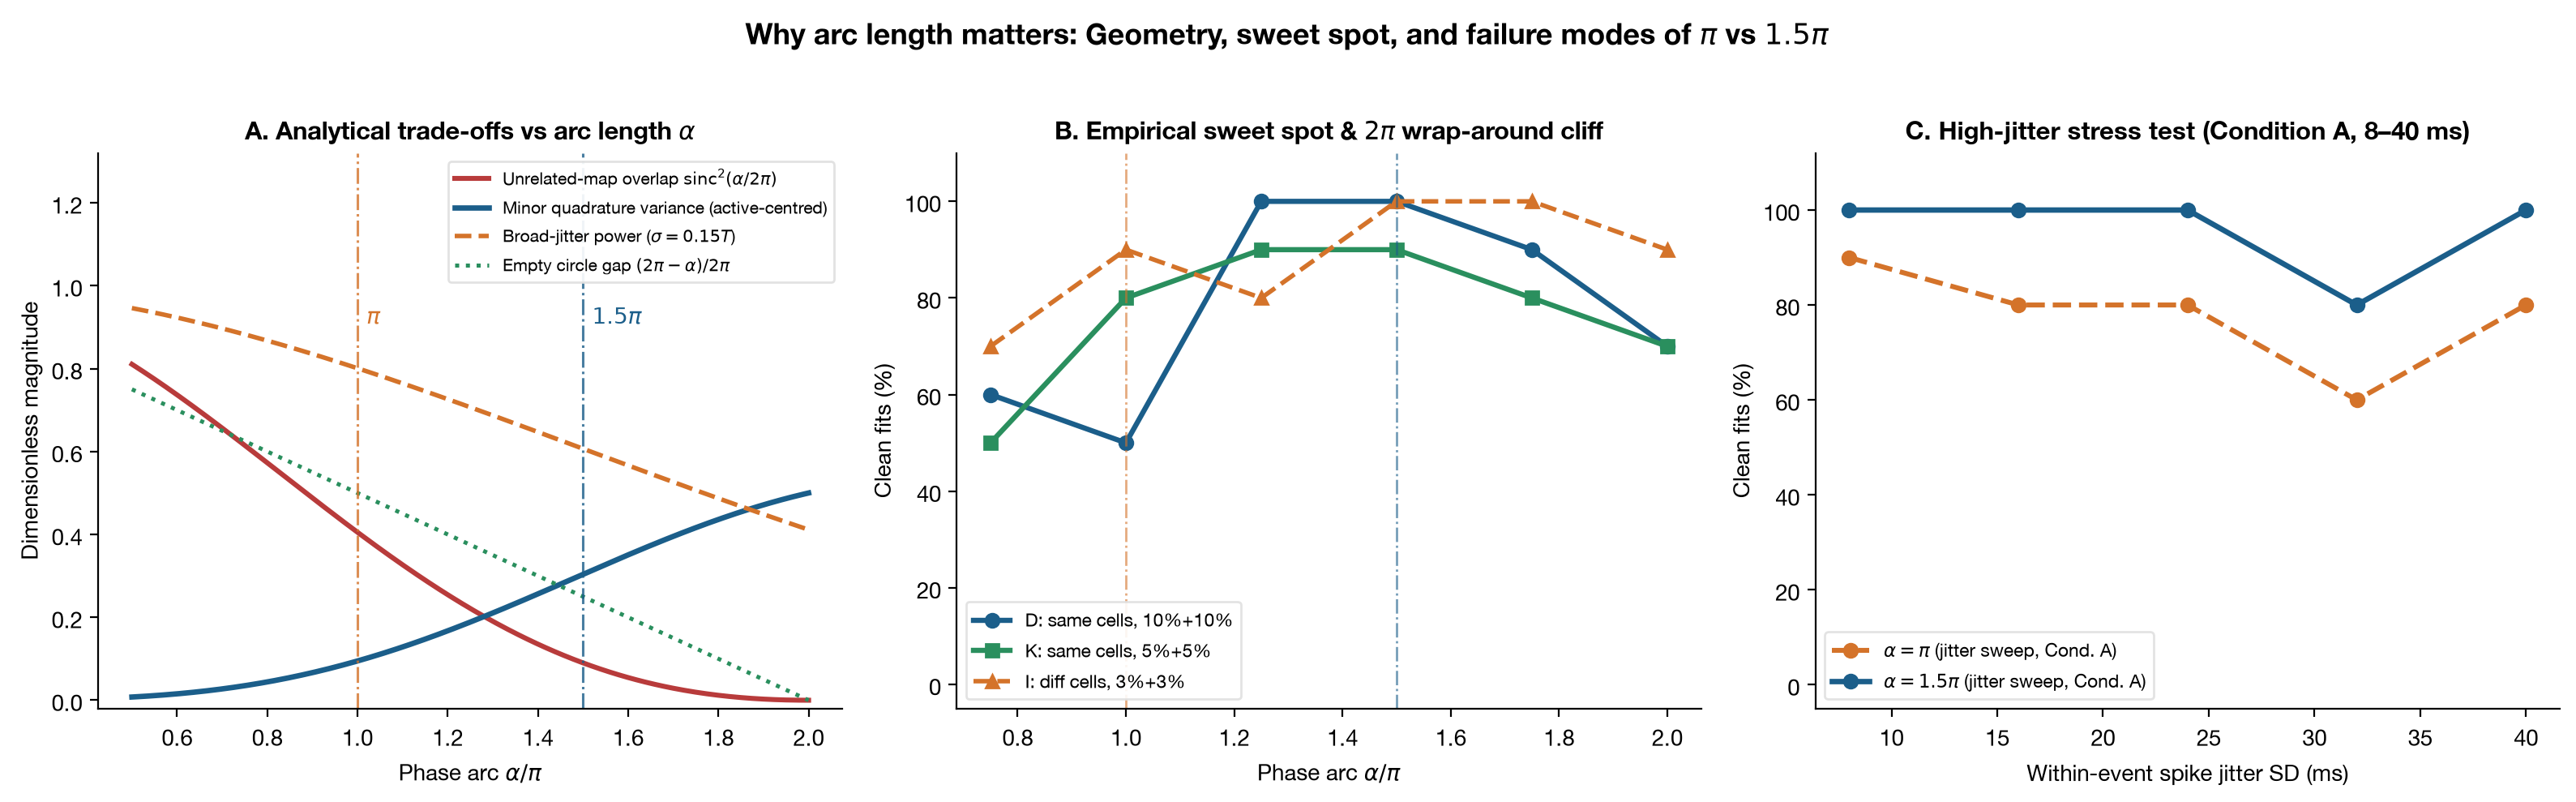 Why arc length matters: Geometry, sweet spot, and failure modes of π vs 1.5π
A. Analytical trade-offs vs arc length α
Unrelated-map overlap sinc²(α/2π)
Minor quadrature variance (active-centred)
Broad-jitter power (σ = 0.15T)
Empty circle gap (2π − α)/2π
π
1.5π
Dimensionless magnitude
1.2
1.0
0.8
0.6
0.4
0.2
0.0
0.6 0.8 1.0 1.2 1.4 1.6 1.8 2.0
Phase arc α/π
B. Empirical sweet spot & 2π wrap-around cliff
Clean fits (%)
100
80
60
40
20
0
D: same cells, 10%+10%
K: same cells, 5%+5%
I: diff cells, 3%+3%
0.8 1.0 1.2 1.4 1.6 1.8 2.0
Phase arc α/π
C. High-jitter stress test (Condition A, 8–40 ms)
Clean fits (%)
100
80
60
40
20
0
α = π (jitter sweep, Cond. A)
α = 1.5π (jitter sweep, Cond. A)
10 15 20 25 30 35 40
Within-event spike jitter SD (ms)